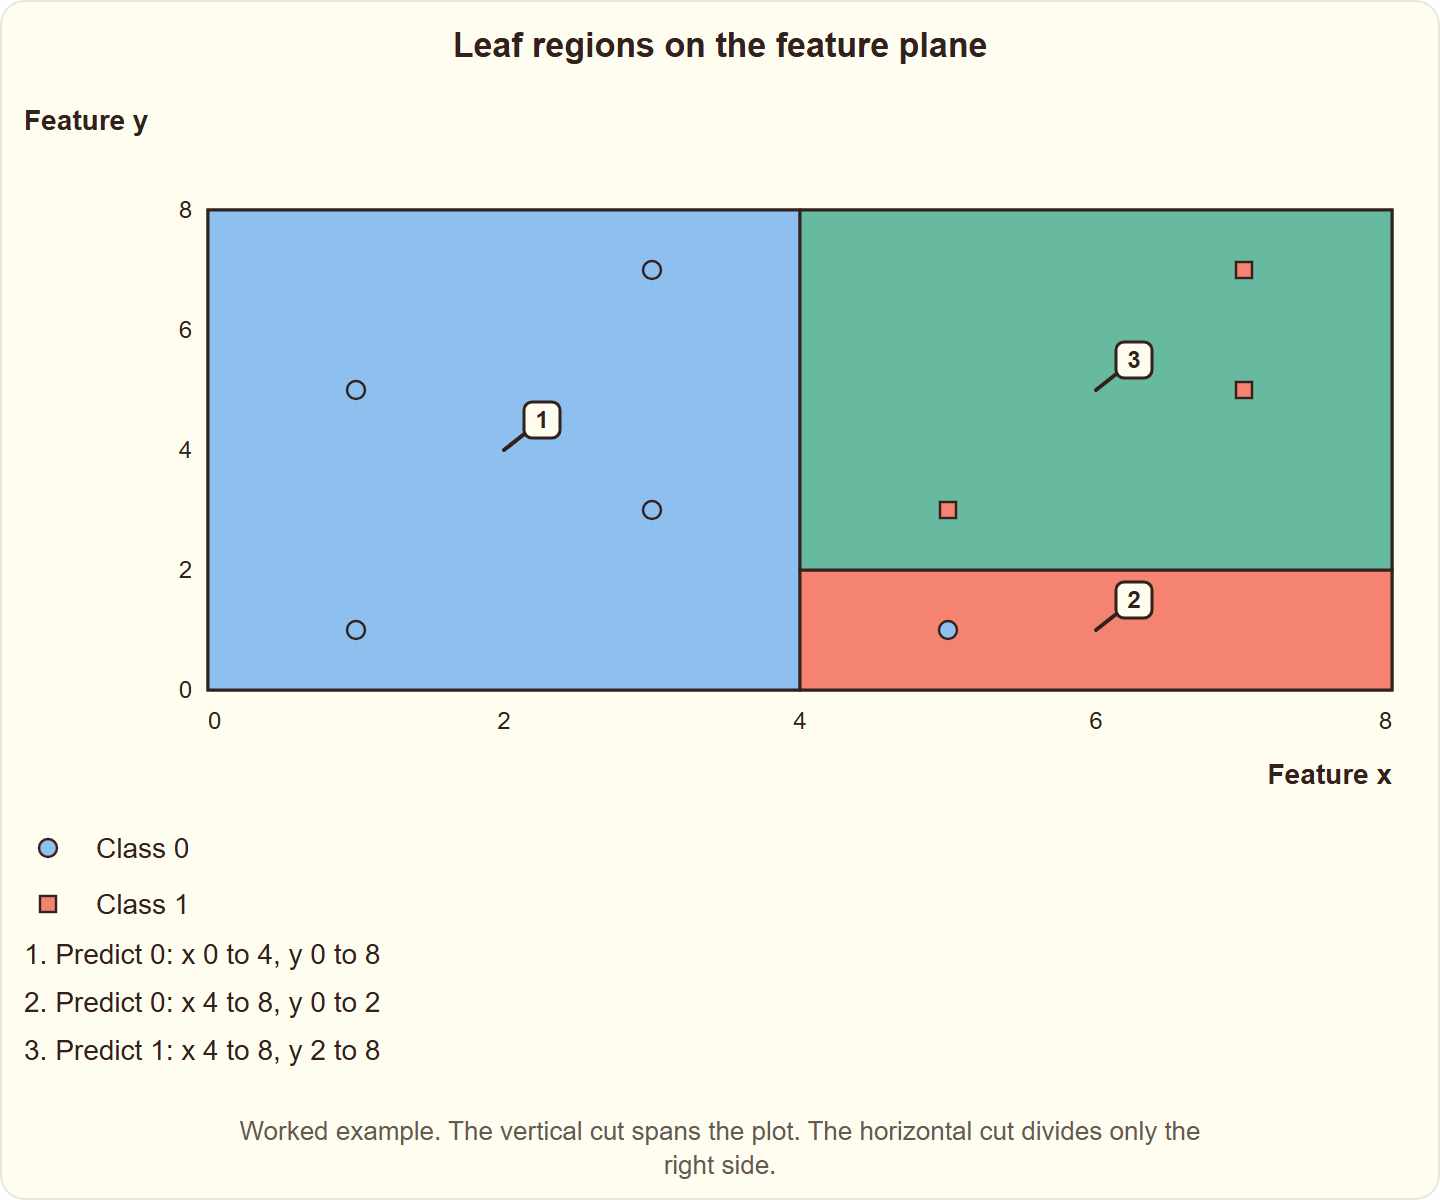 Leaf regions on the feature plane
Feature y
8
6
4
2
0
1
3
2
0 2 4 6 8
Feature x
Class 0
Class 1
1. Predict 0: x 0 to 4, y 0 to 8
2. Predict 0: x 4 to 8, y 0 to 2
3. Predict 1: x 4 to 8, y 2 to 8
Worked example. The vertical cut spans the plot. The horizontal cut divides only the
right side.